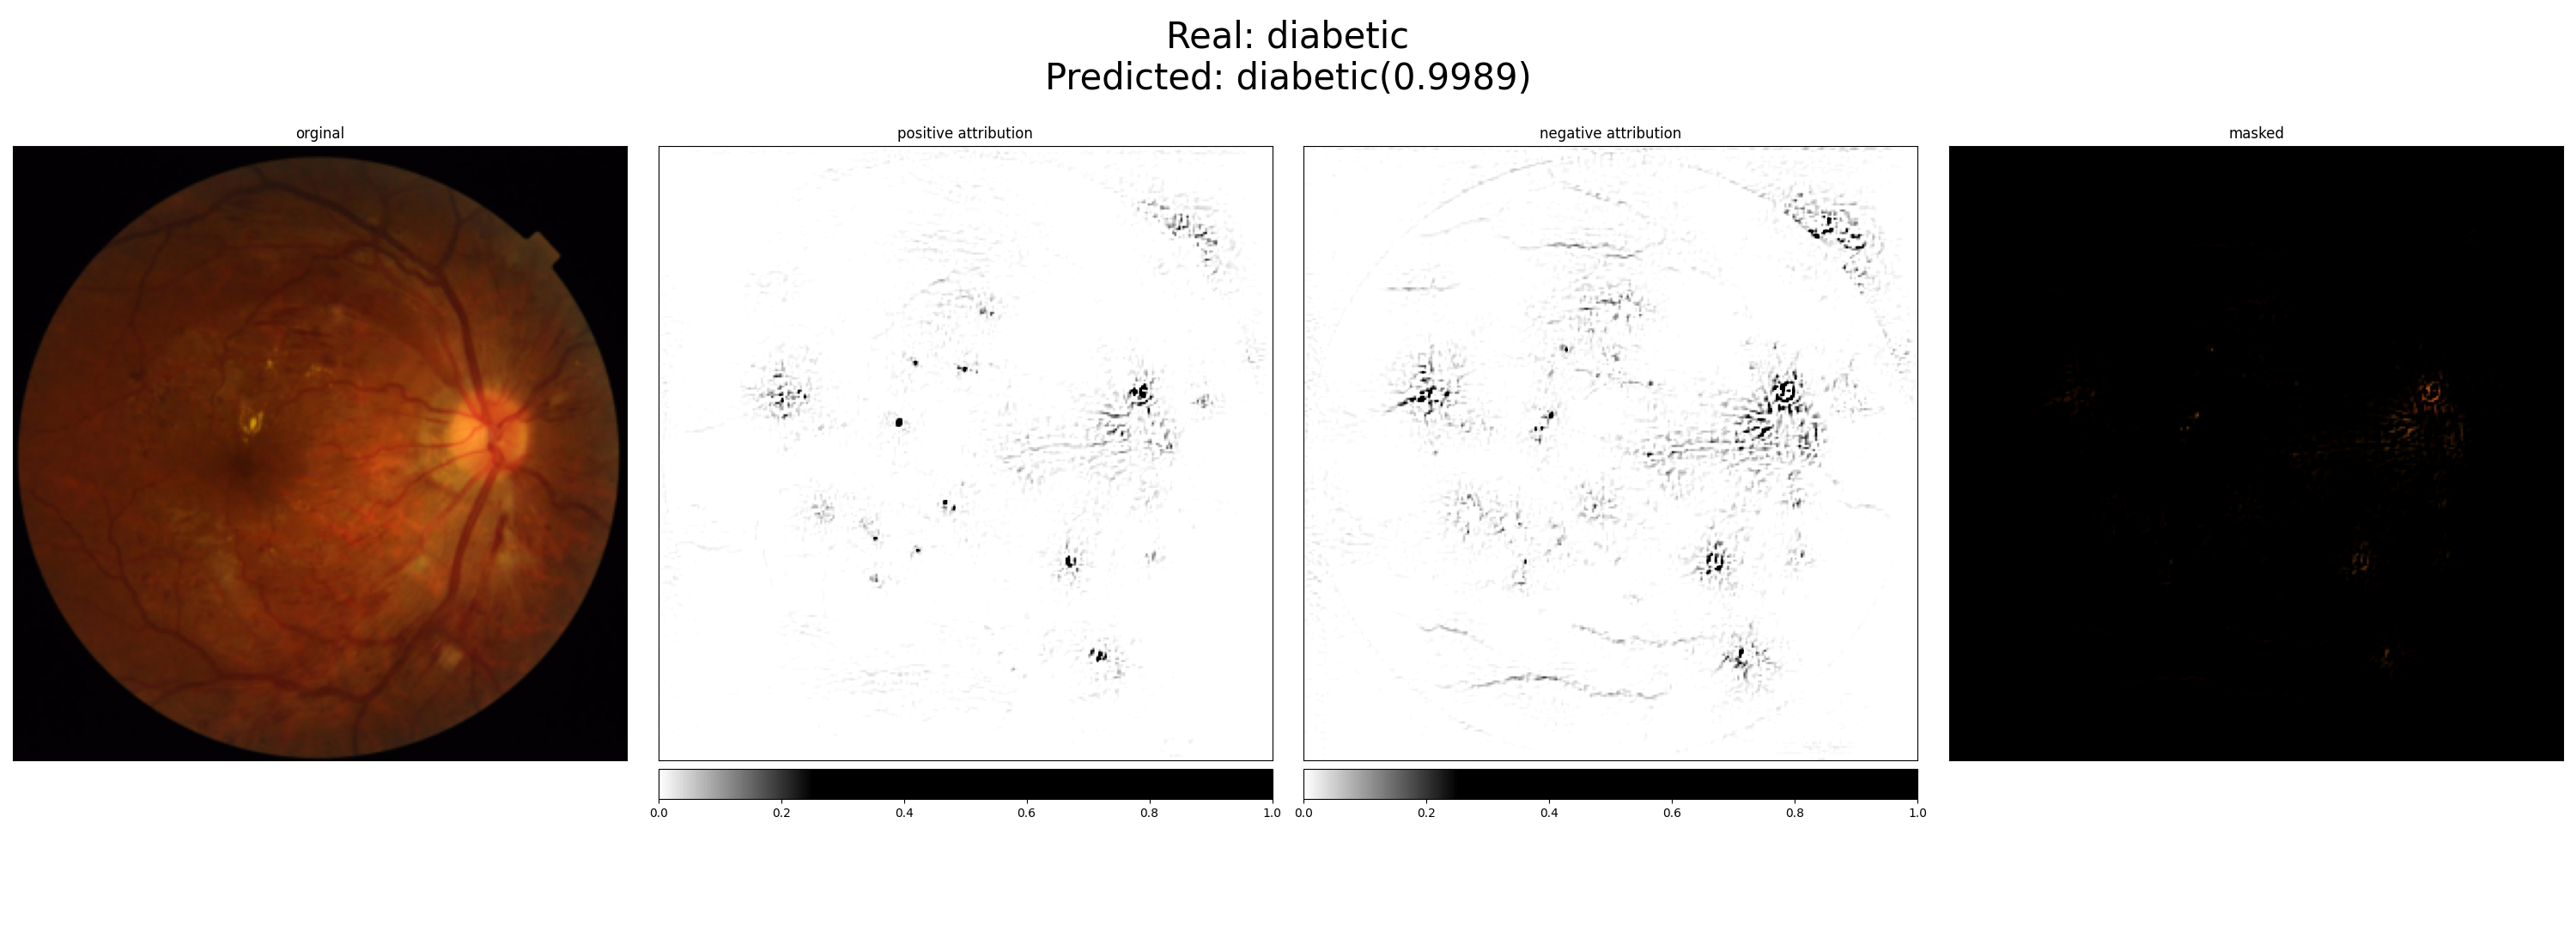 Real: diabetic
Predicted: diabetic(0.9989)
orginal
positive attribution
negative attribution
masked
0.0 0.2 0.4 0.6 0.8 1.0
0.0 0.2 0.4 0.6 0.8 1.0